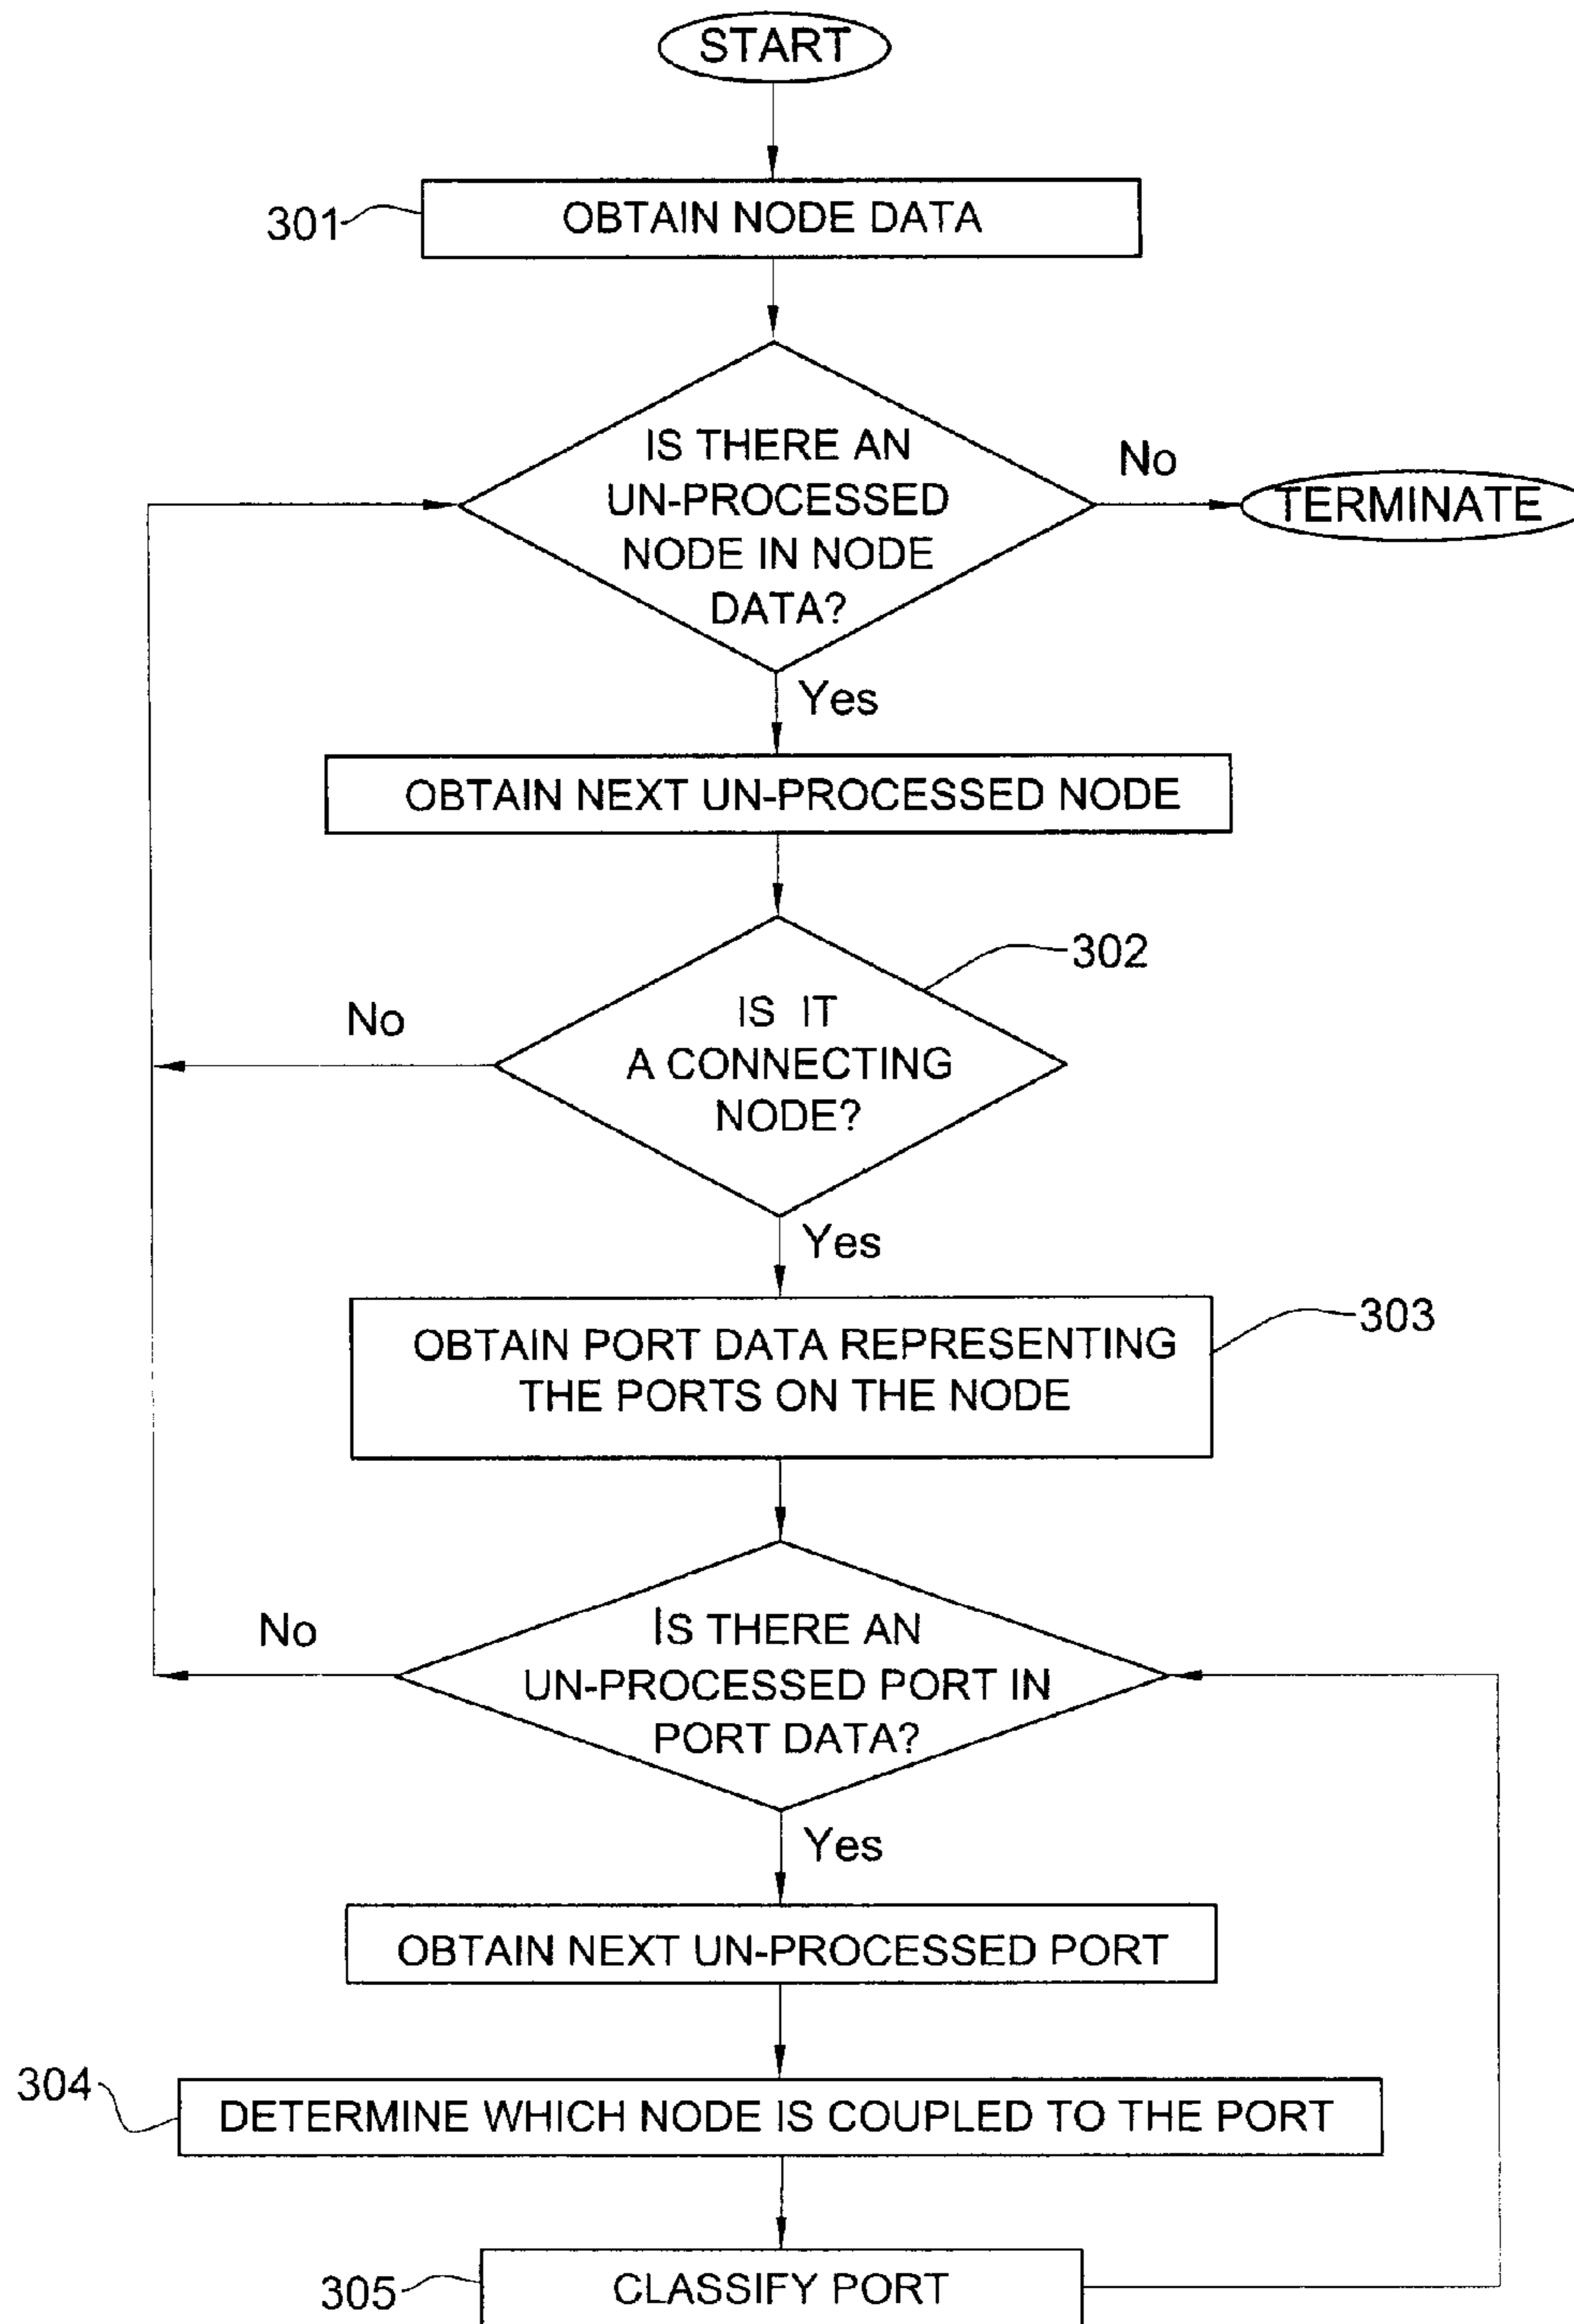 START
301
OBTAIN NODE DATA
IS THERE AN
UN-PROCESSED
NODE IN NODE
DATA?
No
TERMINATE
Yes
OBTAIN NEXT UN-PROCESSED NODE
302
IS IT
A CONNECTING
NODE?
No
Yes
303
OBTAIN PORT DATA REPRESENTING
THE PORTS ON THE NODE
IS THERE AN
UN-PROCESSED PORT IN
PORT DATA?
No
Yes
OBTAIN NEXT UN-PROCESSED PORT
304
DETERMINE WHICH NODE IS COUPLED TO THE PORT
305
CLASSIFY PORT